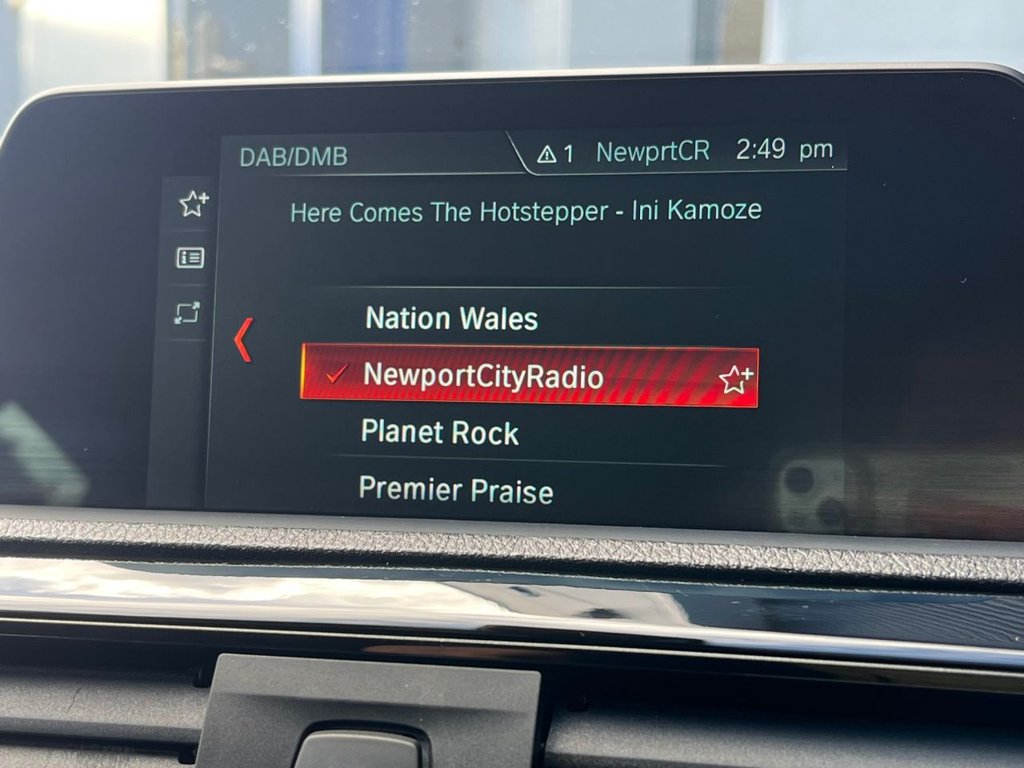 DAB/DMB 1 NewprtCR 2:49 pm
Here Comes The Hotstepper - Ini Kamoze
Nation Wales
NewportCityRadio
Planet Rock
Premier Praise